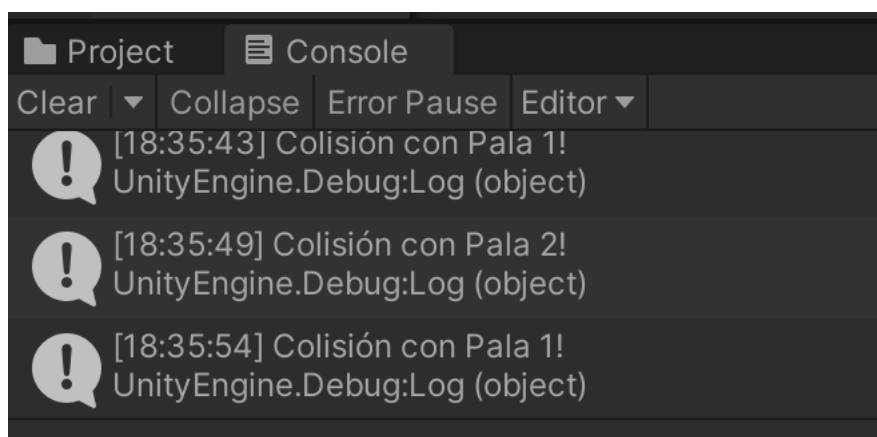 Project Console
Clear Collapse Error Pause Editor
[18:35:43] Colisión con Pala 1!
UnityEngine.Debug:Log (object)
[18:35:49] Colisión con Pala 2!
UnityEngine.Debug:Log (object)
[18:35:54] Colisión con Pala 1!
UnityEngine.Debug:Log (object)